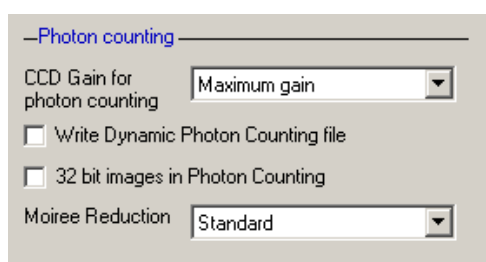 Photon counting
CCD Gain for
photon counting
Maximum gain
Write Dynamic Photon Counting file
32 bit images in Photon Counting
Moiree Reduction
Standard